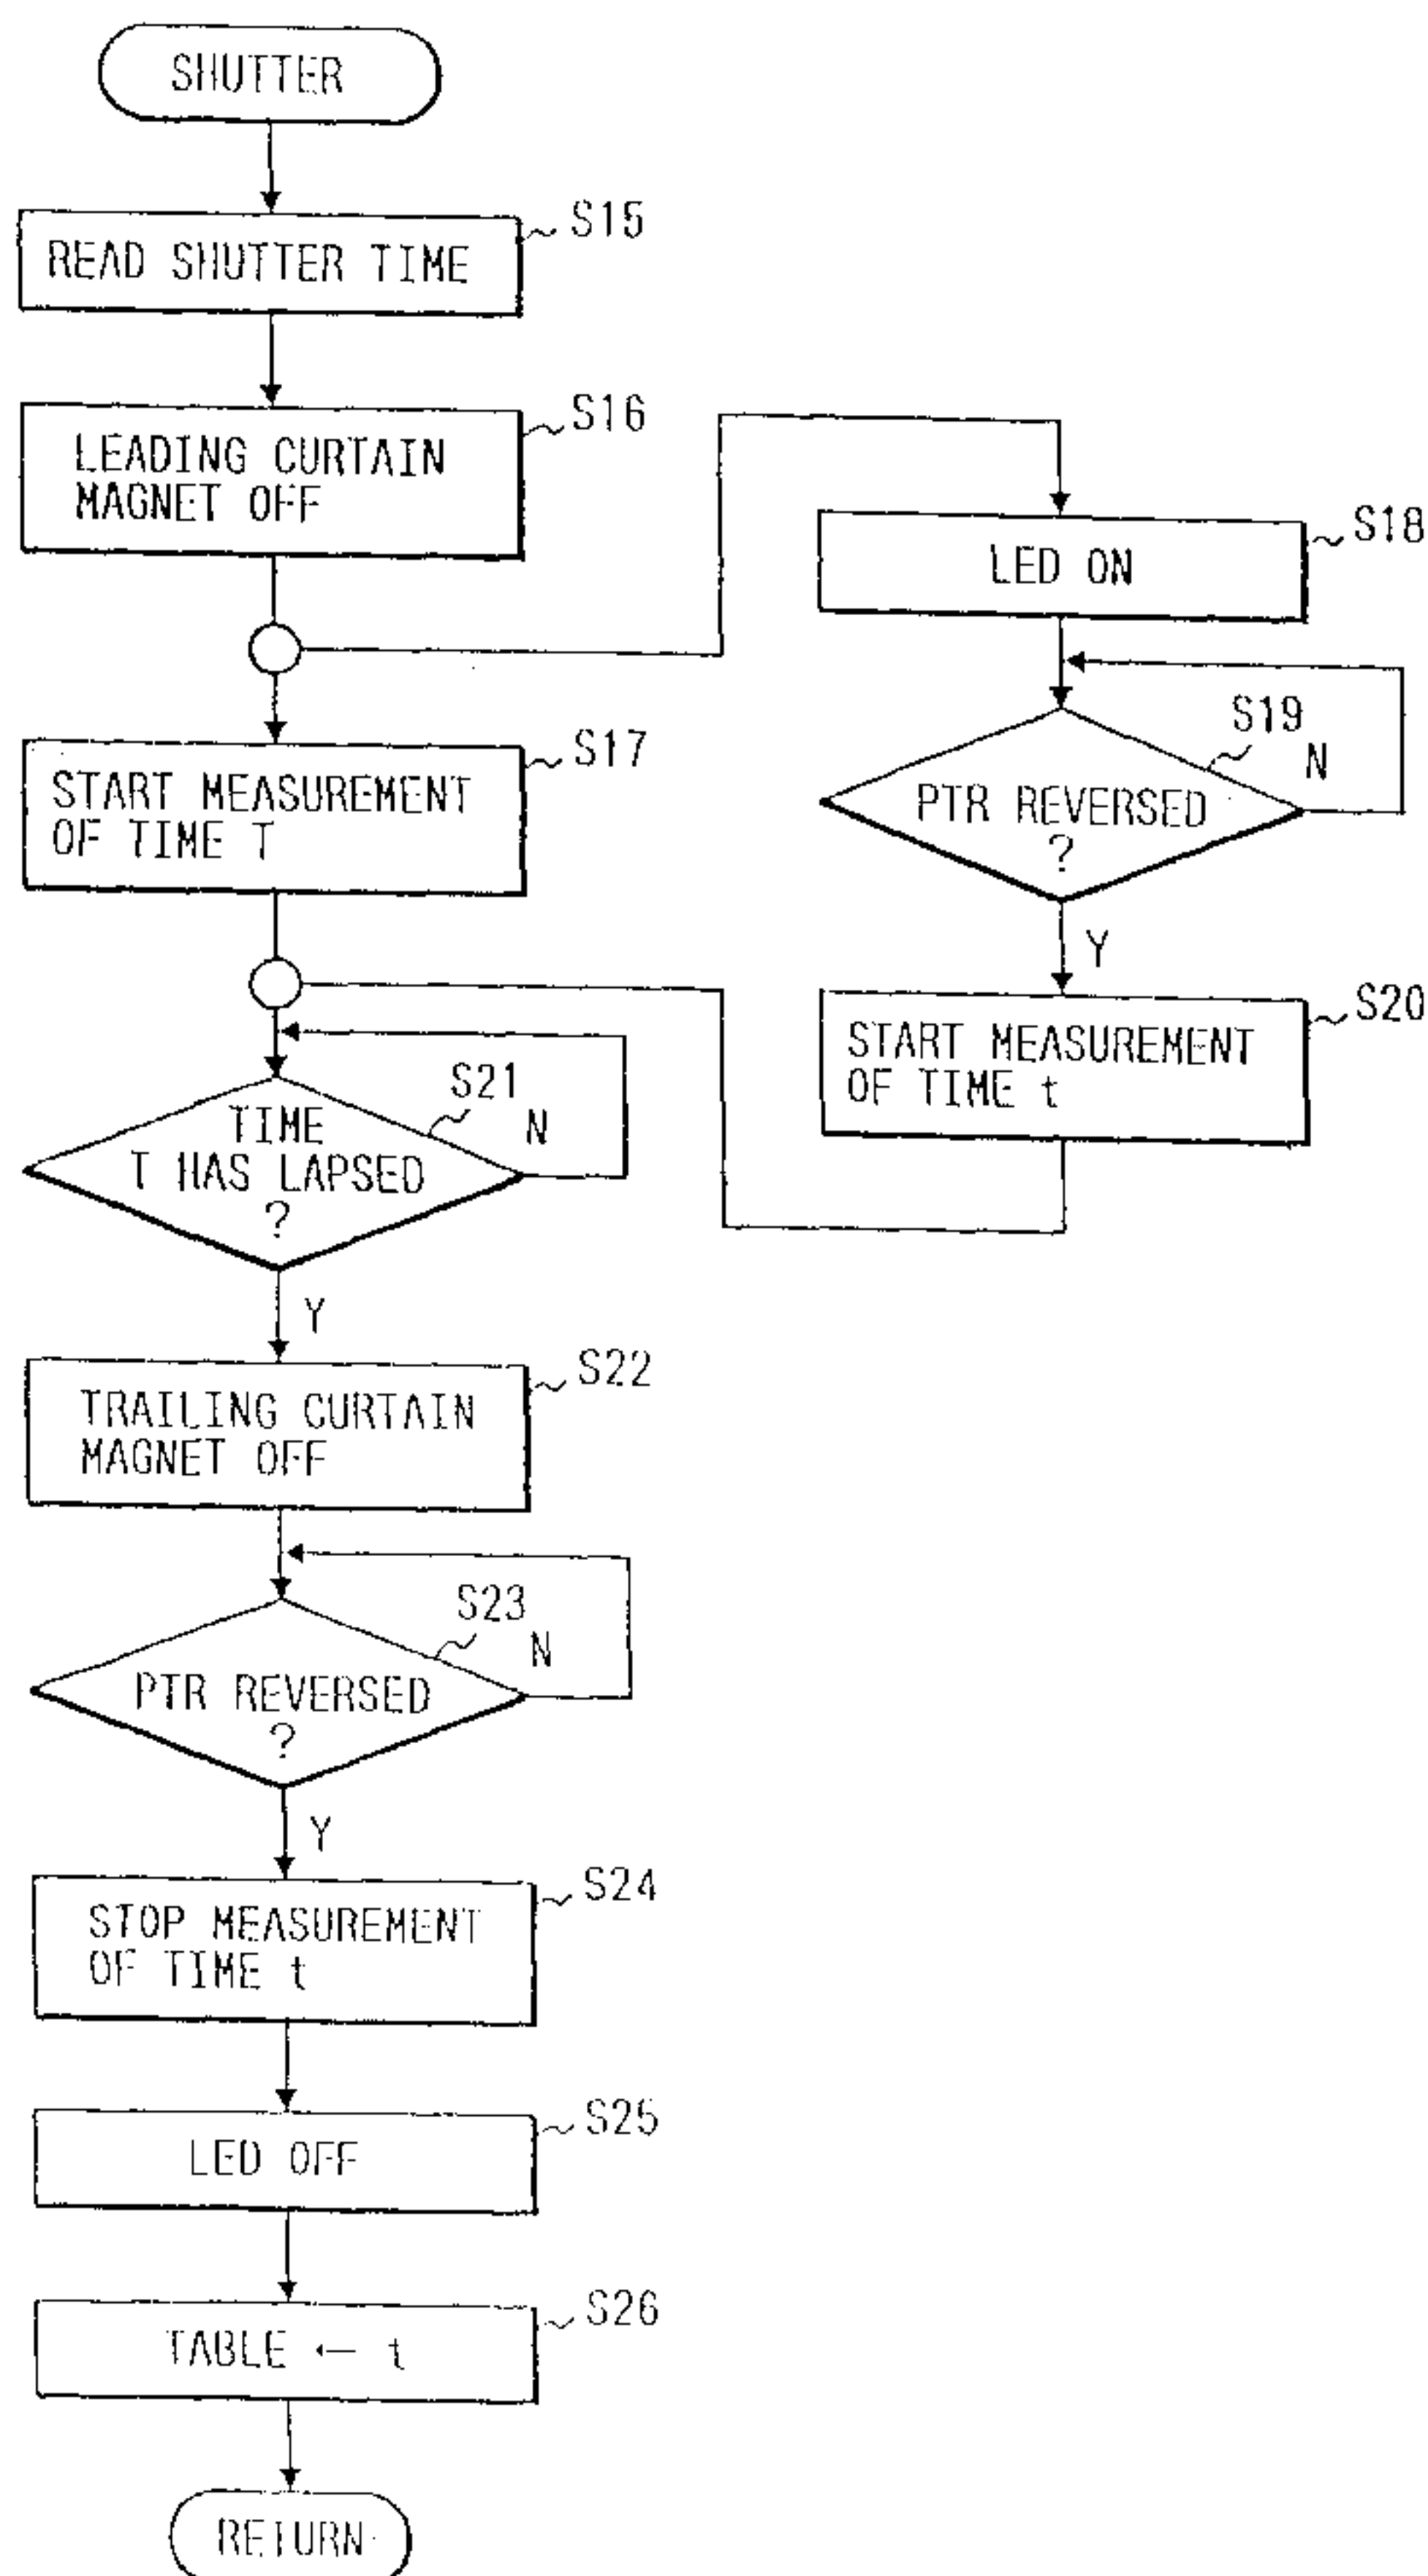 SHUTTER
S15
READ SHUTTER TIME
S16
LEADING CURTAIN
MAGNET OFF
S17
START MEASUREMENT
OF TIME T
S18
LED ON
S19
N
PTR REVERSED
?
Y
S20
START MEASUREMENT
OF TIME t
S21
N
TIME
T HAS LAPSED
?
Y
S22
TRAILING CURTAIN
MAGNET OFF
S23
N
PTR REVERSED
?
Y
S24
STOP MEASUREMENT
OF TIME t
S25
LED OFF
S26
TABLE ← t
RETURN